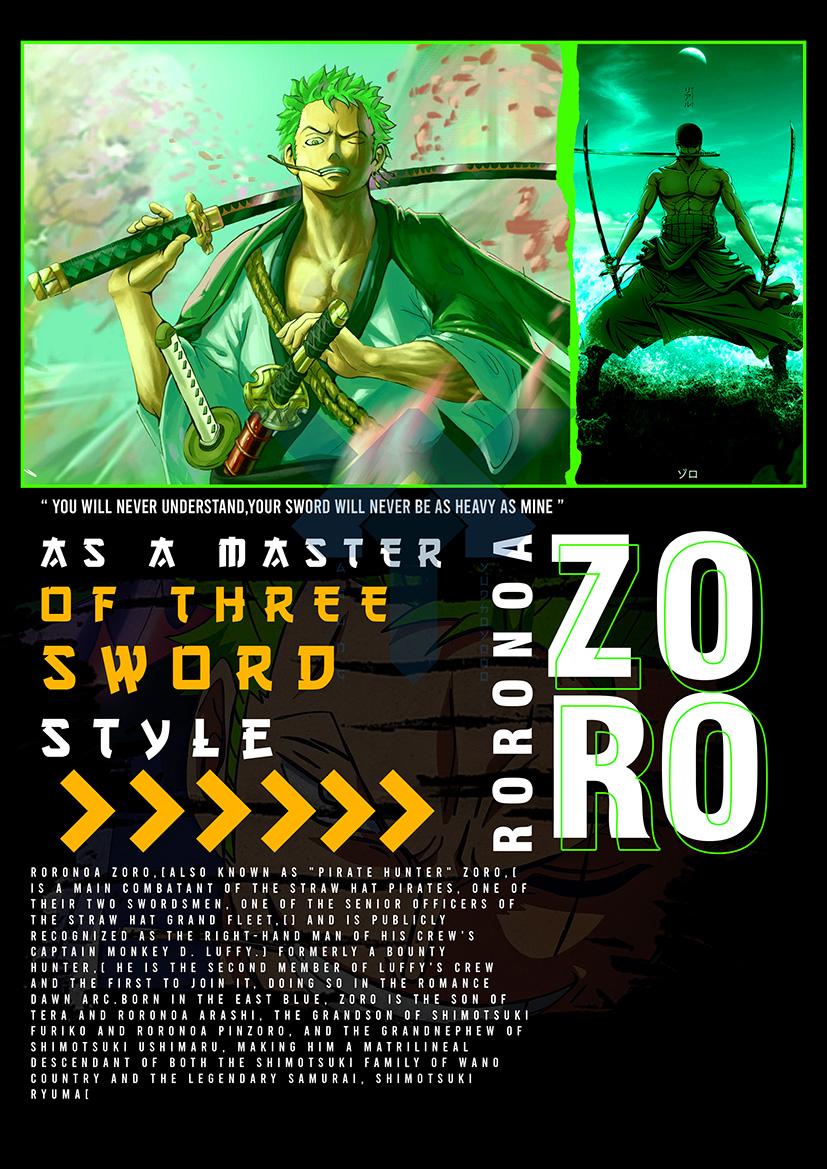 リアル
ゾロ
“ YOU WILL NEVER UNDERSTAND,YOUR SWORD WILL NEVER BE AS HEAVY AS MINE ”
AS A MASTER
OF THREE
SWORD
STYLE
RORONOA
ZO
RO
RORONOA ZORO,[ALSO KNOWN AS "PIRATE HUNTER" ZORO,[
IS A MAIN COMBATANT OF THE STRAW HAT PIRATES, ONE OF
THEIR TWO SWORDSMEN, ONE OF THE SENIOR OFFICERS OF
THE STRAW HAT GRAND FLEET,[] AND IS PUBLICLY
RECOGNIZED AS THE RIGHT-HAND MAN OF HIS CREW'S
CAPTAIN MONKEY D. LUFFY.] FORMERLY A BOUNTY
HUNTER,[ HE IS THE SECOND MEMBER OF LUFFY'S CREW
AND THE FIRST TO JOIN IT, DOING SO IN THE ROMANCE
DAWN ARC.BORN IN THE EAST BLUE, ZORO IS THE SON OF
TERA AND RORONOA ARASHI, THE GRANDSON OF SHIMOTSUKI
FURIKO AND RORONOA PINZORO, AND THE GRANDNEPHEW OF
SHIMOTSUKI USHIMARU, MAKING HIM A MATRILINEAL
DESCENDANT OF BOTH THE SHIMOTSUKI FAMILY OF WANO
COUNTRY AND THE LEGENDARY SAMURAI, SHIMOTSUKI
RYUMA[